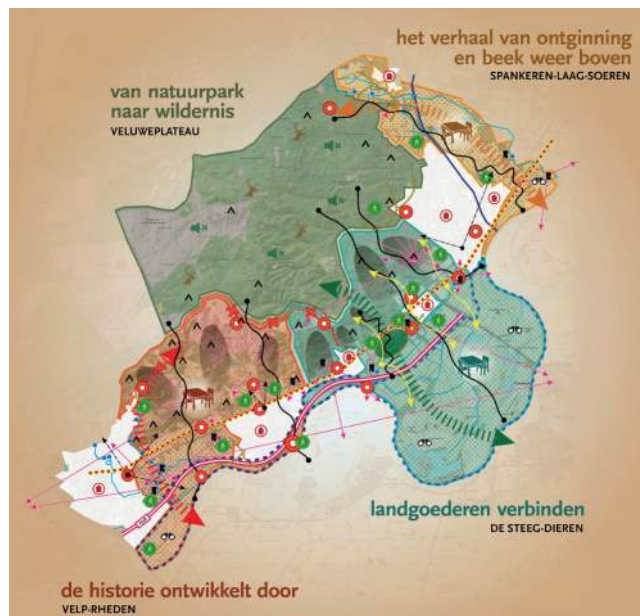 het verhaal van ontginning
en beek weer boven
SPANKEREN-LAAG-SOEREN
van natuurpark
naar wildernis
VELUWEPLATEAU
landgoederen verbinden
DE STEEG-DIEREN
de historie ontwikkelt door
VELP-RHEDEN